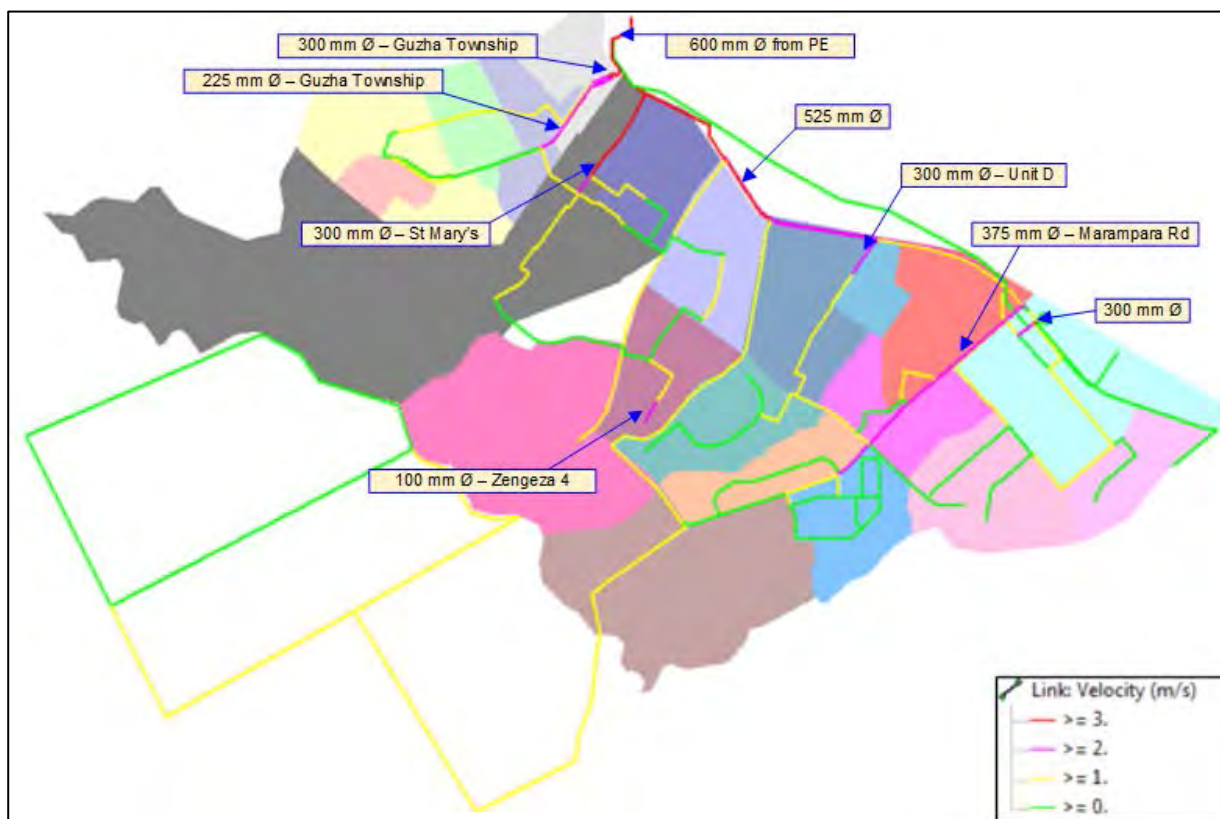 300 mm Ø – Guzha Township
600 mm Ø from PE
225 mm Ø – Guzha Township
525 mm Ø
300 mm Ø – Unit D
300 mm Ø – St Mary's
375 mm Ø – Marampara Rd
300 mm Ø
100 mm Ø – Zengeza 4
Link: Velocity (m/s)
>= 3.
>= 2.
>= 1.
>= 0.